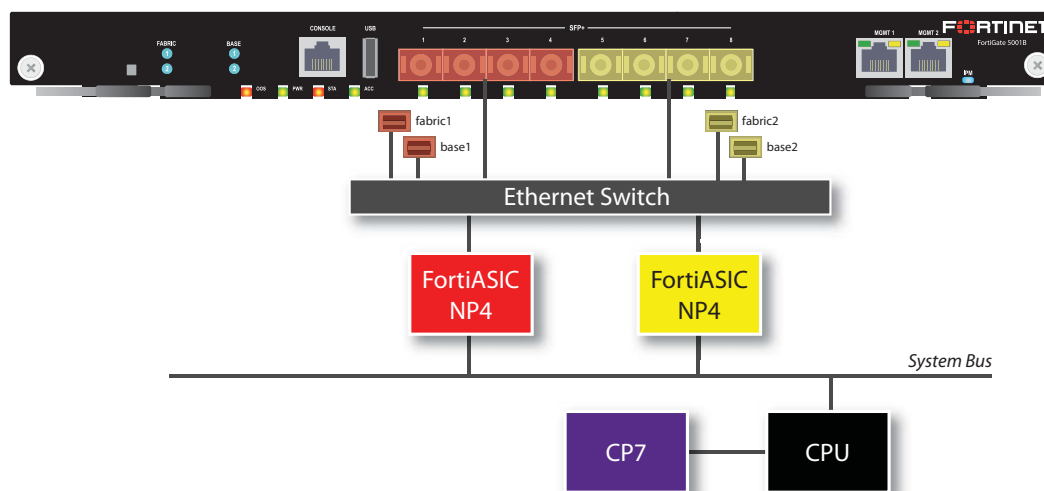 CONSOLE
USB
SFP+
FABRIC
1
2
BASE
1
2
1
2
3
4
5
6
7
8
MGMT 1
MGMT 2
FORTINET
FortiGate 5001B
IPM
OOS
PWR
STA
ACC
fabric1
base1
fabric2
base2
Ethernet Switch
FortiASIC
NP4
FortiASIC
NP4
System Bus
CP7
CPU